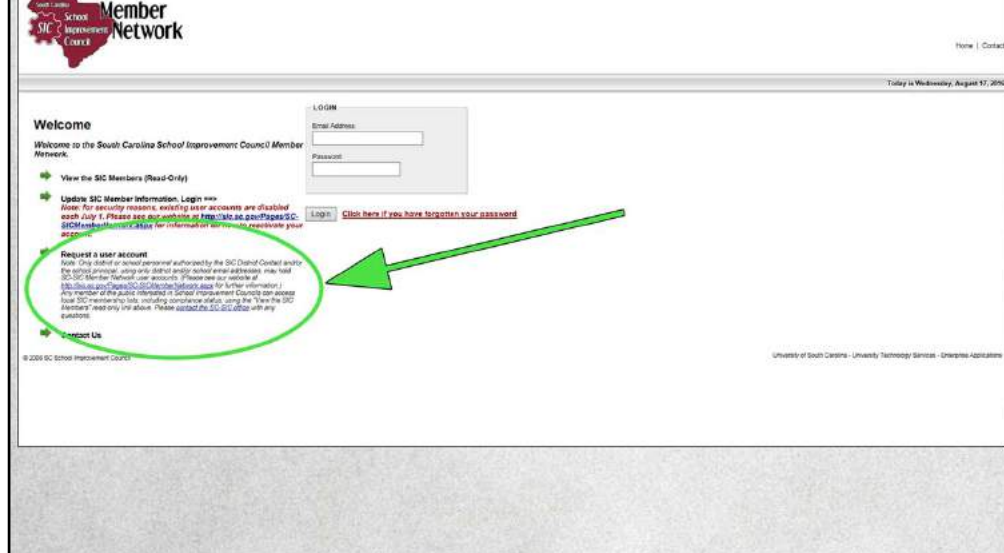 South Carolina
School
Improvement
Council
SIC
Member
Network
Home | Contact
Today is Wednesday, August 17, 2016
LOGIN
Email Address:
Password:
Login
Click here if you have forgotten your password
Welcome
Welcome to the South Carolina School Improvement Council Member
Network.
View the SIC Members (Read-Only)
Update SIC Member Information. Login ==>
Note: for security reasons, existing user accounts are disabled
each July 1. Please see our website at http://sic.sc.gov/Pages/SC-
SICMemberNetwork.aspx for information on how to reactivate your
account.
Request a user account
Note: Only district or school personnel authorized by the SIC District Contact and/or
the school principal, using only district and/or school email addresses, may hold
SC-SIC Member Network user accounts. (Please see our website at
http://sic.sc.gov/Pages/SC-SICMemberNetwork.aspx for further information.)
Any member of the public interested in School Improvement Councils can access
local SIC membership lists, including compliance status, using the "View the SIC
Members" read-only link above. Please contact the SC-SIC office with any
questions.
Contact Us
© 2006 SC School Improvement Council
University of South Carolina - University Technology Services - Enterprise Applications